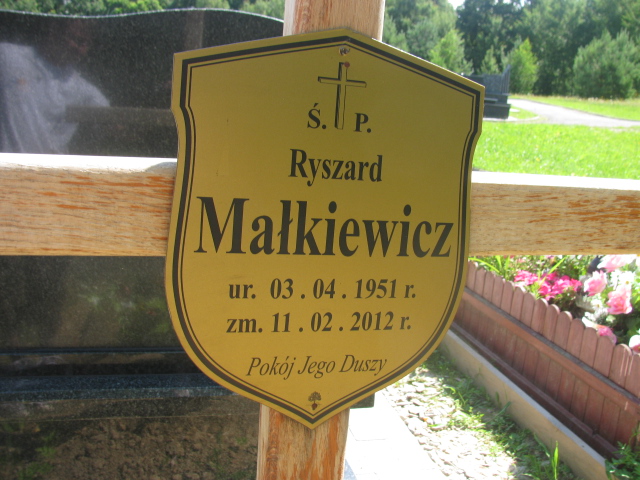 Ś. P.
Ryszard
Małkiewicz
ur. 03.04.1951 r.
zm. 11.02.2012 r.
Pokój Jego Duszy